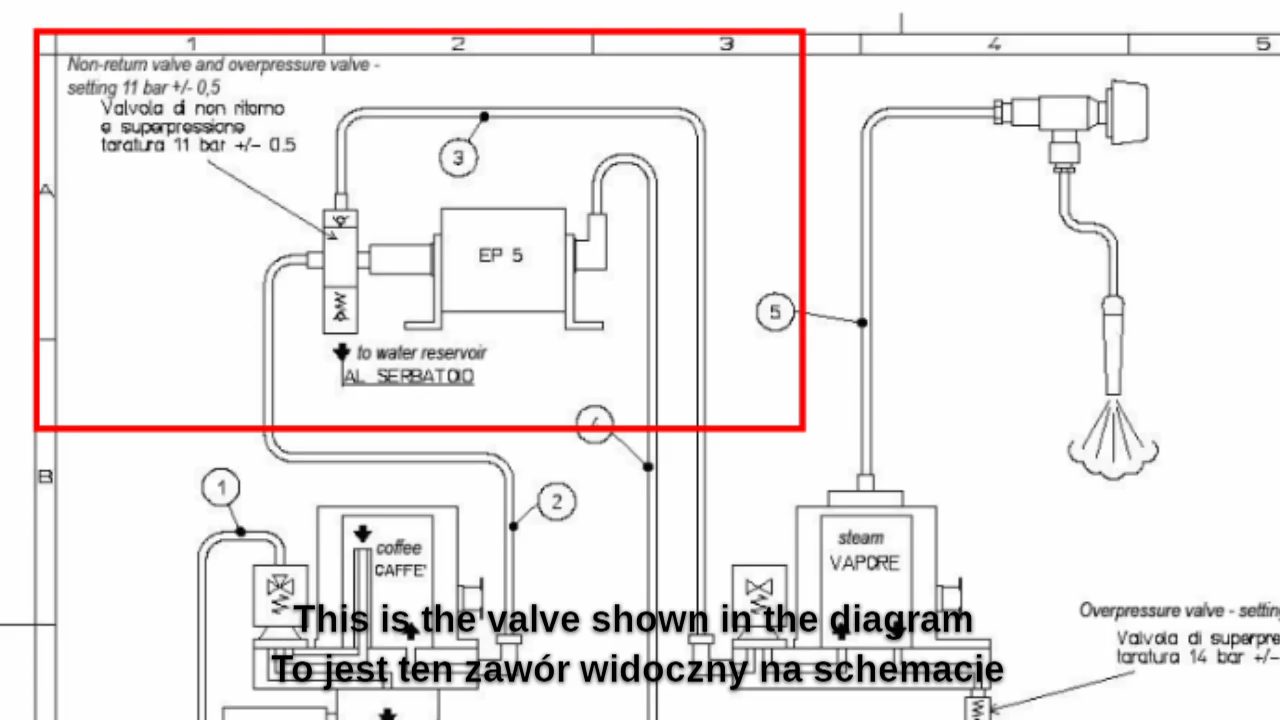 1 2 3 4 5
Non-return valve and overpressure valve -
setting 11 bar +/- 0,5
Valvola di non ritorno
e superpressione
taratura 11 bar +/- 0.5
3
A
EP 5
5
to water reservoir
AL SERBATOIO
4
B
1
2
coffee
CAFFE'
steam
VAPORE
Overpressure valve - setting
Valvola di superpre
taratura 14 bar +/-
This is the valve shown in the diagram
To jest ten zawór widoczny na schemacie